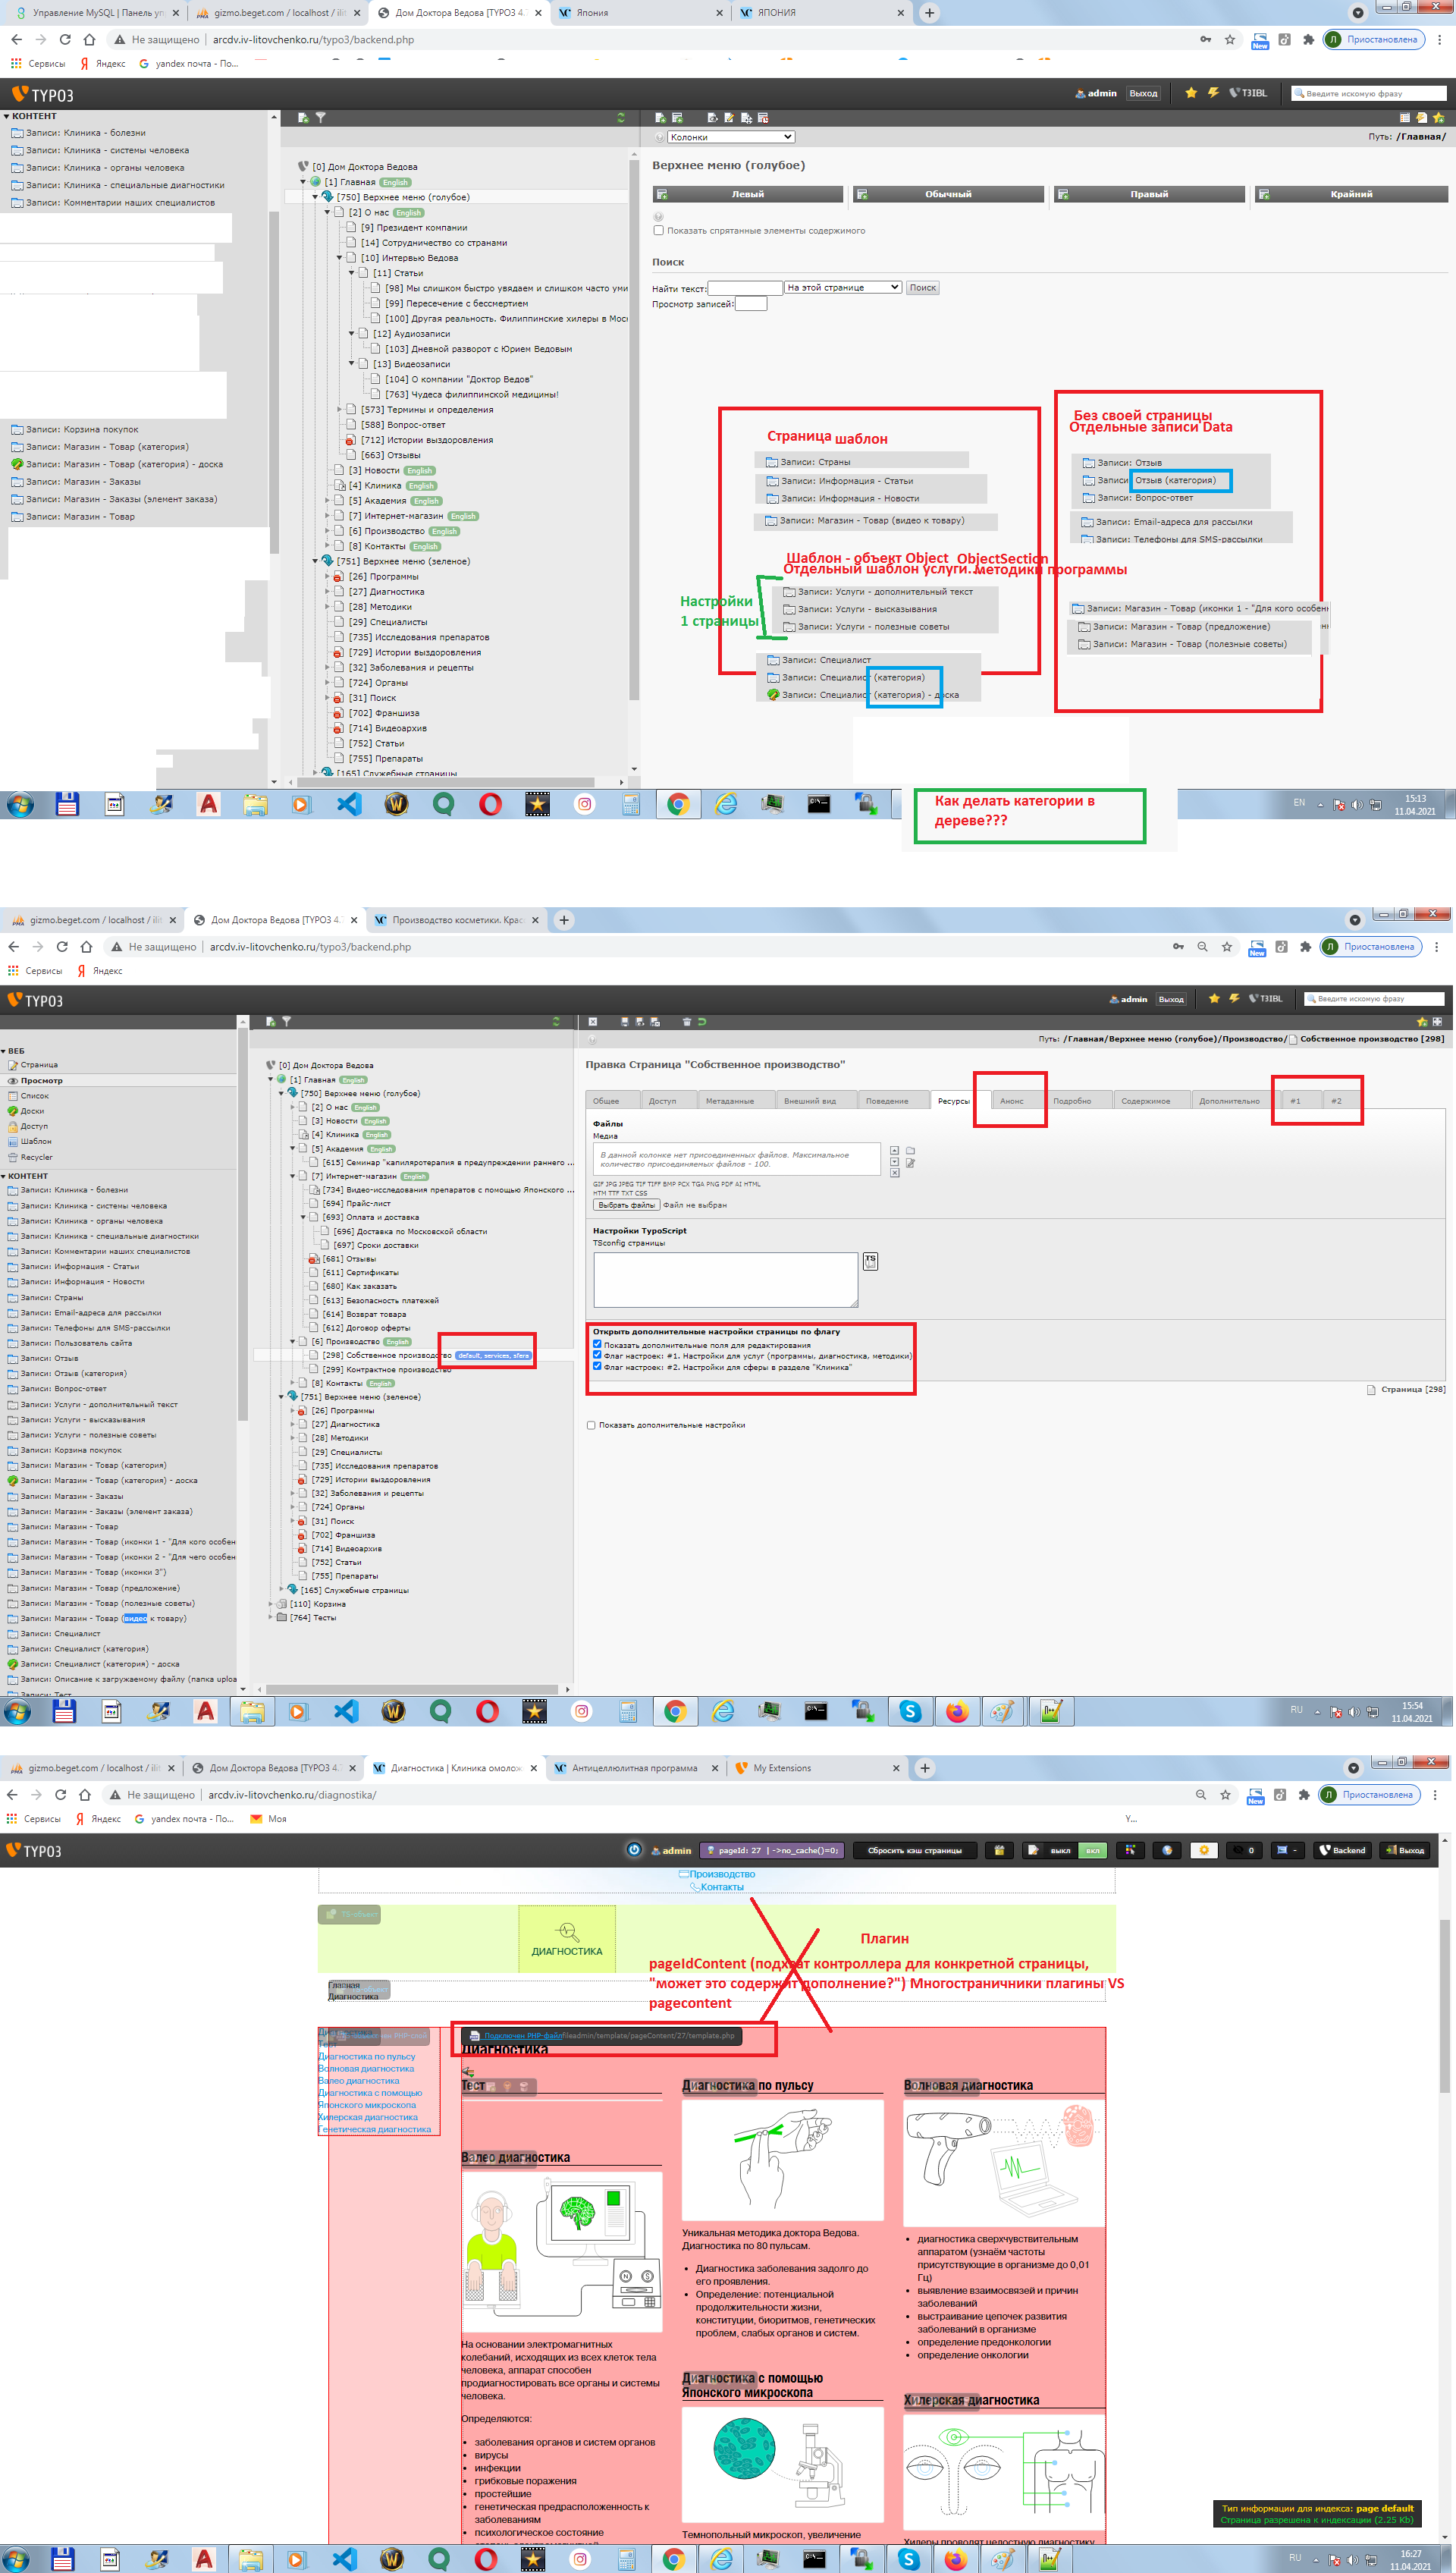 Управление MySQL | Панель уп
gizmo.beget.com / localhost / ilit
Дом Доктора Ведова [TYPO3 4.7
Япония
ЯПОНИЯ
Не защищено | arcdv.iv-litovchenko.ru/typo3/backend.php
Приостановлена
Сервисы
Яндекс
yandex почта - По...
TYPO3
admin
Выход
T3IBL
Введите искомую фразу
КОНТЕНТ
Записи: Клиника - болезни
Записи: Клиника - системы человека
Записи: Клиника - органы человека
Записи: Клиника - специальные диагностики
Записи: Комментарии наших специалистов
Записи: Корзина покупок
Записи: Магазин - Товар (категория)
Записи: Магазин - Товар (категория) - доска
Записи: Магазин - Заказы
Записи: Магазин - Заказы (элемент заказа)
Записи: Магазин - Товар
[0] Дом Доктора Ведова
[1] Главная English
[750] Верхнее меню (голубое)
[2] О нас English
[9] Президент компании
[14] Сотрудничество со странами
[10] Интервью Ведова
[11] Статьи
[98] Мы слишком быстро увядаем и слишком часто уми
[99] Пересечение с бессмертием
[100] Другая реальность. Филиппинские хилеры в Мос
[12] Аудиозаписи
[103] Дневной разворот с Юрием Ведовым
[13] Видеозаписи
[104] О компании "Доктор Ведов"
[763] Чудеса филиппинской медицины!
[573] Термины и определения
[588] Вопрос-ответ
[712] Истории выздоровления
[663] Отзывы
[3] Новости English
[4] Клиника English
[5] Академия English
[7] Интернет-магазин English
[6] Производство English
[8] Контакты English
[751] Верхнее меню (зеленое)
[26] Программы
[27] Диагностика
[28] Методики
[29] Специалисты
[735] Исследования препаратов
[729] Истории выздоровления
[32] Заболевания и рецепты
[724] Органы
[31] Поиск
[702] Франшиза
[714] Видеоархив
[752] Статьи
[755] Препараты
[165] Служебные страницы
Колонки
Путь: /Главная/
Верхнее меню (голубое)
Левый
Обычный
Правый
Крайний
Показать спрятанные элементы содержимого
Поиск
Найти текст:
На этой странице
Поиск
Просмотр записей:
Страница шаблон
Записи: Страны
Записи: Информация - Статьи
Записи: Информация - Новости
Записи: Магазин - Товар (видео к товару)
Шаблон - объект Object ObjectSection
Отдельный шаблон услуги...методики программы
Настройки
1 страницы
Записи: Услуги - дополнительный текст
Записи: Услуги - высказывания
Записи: Услуги - полезные советы
Записи: Специалист
Записи: Специалист (категория)
Записи: Специалист (категория) - доска
Без своей страницы
Отдельные записи Data
Записи: Отзыв
Записи: Отзыв (категория)
Записи: Вопрос-ответ
Записи: Email-адреса для рассылки
Записи: Телефоны для SMS-рассылки
Записи: Магазин - Товар (иконки 1 - "Для кого особен
Записи: Магазин - Товар (предложение)
Записи: Магазин - Товар (полезные советы)
Как делать категории в
дереве???
EN
15:13
11.04.2021
gizmo.beget.com / localhost / ilit
Дом Доктора Ведова [TYPO3 4.7
Производство косметики. Крас
Не защищено | arcdv.iv-litovchenko.ru/typo3/backend.php
Приостановлена
Сервисы
Яндекс
TYPO3
admin
Выход
T3IBL
Введите искомую фразу
ВЕБ
Страница
Просмотр
Список
Доски
Доступ
Шаблон
Recycler
КОНТЕНТ
Записи: Клиника - болезни
Записи: Клиника - системы человека
Записи: Клиника - органы человека
Записи: Клиника - специальные диагностики
Записи: Комментарии наших специалистов
Записи: Информация - Статьи
Записи: Информация - Новости
Записи: Страны
Записи: Email-адреса для рассылки
Записи: Телефоны для SMS-рассылки
Записи: Пользователь сайта
Записи: Отзыв
Записи: Отзыв (категория)
Записи: Вопрос-ответ
Записи: Услуги - дополнительный текст
Записи: Услуги - высказывания
Записи: Услуги - полезные советы
Записи: Корзина покупок
Записи: Магазин - Товар (категория)
Записи: Магазин - Товар (категория) - доска
Записи: Магазин - Заказы
Записи: Магазин - Заказы (элемент заказа)
Записи: Магазин - Товар
Записи: Магазин - Товар (иконки 1 - "Для кого особен
Записи: Магазин - Товар (иконки 2 - "Для чего особен
Записи: Магазин - Товар (иконки 3")
Записи: Магазин - Товар (предложение)
Записи: Магазин - Товар (полезные советы)
Записи: Магазин - Товар (видео к товару)
Записи: Специалист
Записи: Специалист (категория)
Записи: Специалист (категория) - доска
Записи: Описание к загружаемому файлу (папка uploa
Записи: Тест
[0] Дом Доктора Ведова
[1] Главная English
[750] Верхнее меню (голубое)
[2] О нас English
[3] Новости English
[4] Клиника English
[5] Академия English
[615] Семинар "капиляротерапия в предупреждении раннего ...
[7] Интернет-магазин English
[734] Видео-исследования препаратов с помощью Японского ...
[694] Прайс-лист
[693] Оплата и доставка
[696] Доставка по Московской области
[697] Сроки доставки
[681] Отзывы
[611] Сертификаты
[680] Как заказать
[613] Безопасность платежей
[614] Возврат товара
[612] Договор оферты
[6] Производство English
[298] Собственное производство default, services, sfera
[299] Контрактное производство
[8] Контакты English
[751] Верхнее меню (зеленое)
[26] Программы
[27] Диагностика
[28] Методики
[29] Специалисты
[735] Исследования препаратов
[729] Истории выздоровления
[32] Заболевания и рецепты
[724] Органы
[31] Поиск
[702] Франшиза
[714] Видеоархив
[752] Статьи
[755] Препараты
[165] Служебные страницы
[110] Корзина
[764] Тесты
Путь: /Главная/Верхнее меню (голубое)/Производство/ Собственное производство [298]
Правка Страница "Собственное производство"
Общее
Доступ
Метаданные
Внешний вид
Поведение
Ресурсы
Анонс
Подробно
Содержимое
Дополнительно
#1
#2
Файлы
Медиа
В данной колонке нет присоединенных файлов. Максимальное
количество присоединяемых файлов - 100.
GIF JPG JPEG TIF TIFF BMP PCX TGA PNG PDF AI HTML,
HTM TTF TXT CSS
Выбрать файлы Файл не выбран
Настройки TypoScript
TSconfig страницы
TS
Открыть дополнительные настройки страницы по флагу
Показать дополнительные поля для редактирования
Флаг настроек: #1. Настройки для услуг (программы, диагностика, методики)
Флаг настроек: #2. Настройки для сферы в разделе "Клиника"
Страница [298]
Показать дополнительные настройки
RU
15:54
11.04.2021
gizmo.beget.com / localhost / ilit
Дом Доктора Ведова [TYPO3 4.7
Диагностика | Клиника омолож
Антицеллюлитная программа
My Extensions
Не защищено | arcdv.iv-litovchenko.ru/diagnostika/
Приостановлена
Сервисы
Яндекс
yandex почта - По...
Моя
Y...
TYPO3
admin
pageId: 27 | ->no_cache()=0;
Сбросить кэш страницы
выкл
вкл
0
Backend
Выход
Производство
Контакты
ДИАГНОСТИКА
Плагин
pageIdContent (подхват контроллера для конкретной страницы,
"может это содержит дополнение?") Многостраничники плагины VS
pagecontent
Главная
Диагностика
Подключен PHP-файл fileadmin/template/pageContent/27/template.php
Диагностика
Тест
Диагностика по пульсу
Волновая диагностика
Валео диагностика
Диагностика с помощью
Японского микроскопа
Хилерская диагностика
Генетическая диагностика
Тест
Валео диагностика
На основании электромагнитных
колебаний, исходящих из всех клеток тела
человека, аппарат способен
продиагностировать все органы и системы
человека.
Определяются:
заболевания органов и систем органов
вирусы
инфекции
грибковые поражения
простейшие
генетическая предрасположенность к
заболеваниям
психологическое состояние
Диагностика по пульсу
Уникальная методика доктора Ведова.
Диагностика по 80 пульсам.
Диагностика заболевания задолго до
его проявления.
Определение: потенциальной
продолжительности жизни,
конституции, биоритмов, генетических
проблем, слабых органов и систем.
Диагностика с помощью
Японского микроскопа
Темнопольный микроскоп, увеличение
Волновая диагностика
диагностика сверхчувствительным
аппаратом (узнаём частоты
присутствующие в организме до 0,01
Гц)
выявление взаимосвязей и причин
заболеваний
выстраивание цепочек развития
заболеваний в организме
определение предонкологии
определение онкологии
Хилерская диагностика
Хилеры проводят целостную диагностику
Тип информации для индекса: page default
Страница разрешена к индексации (2.25 Kb)
RU
16:27
11.04.2021